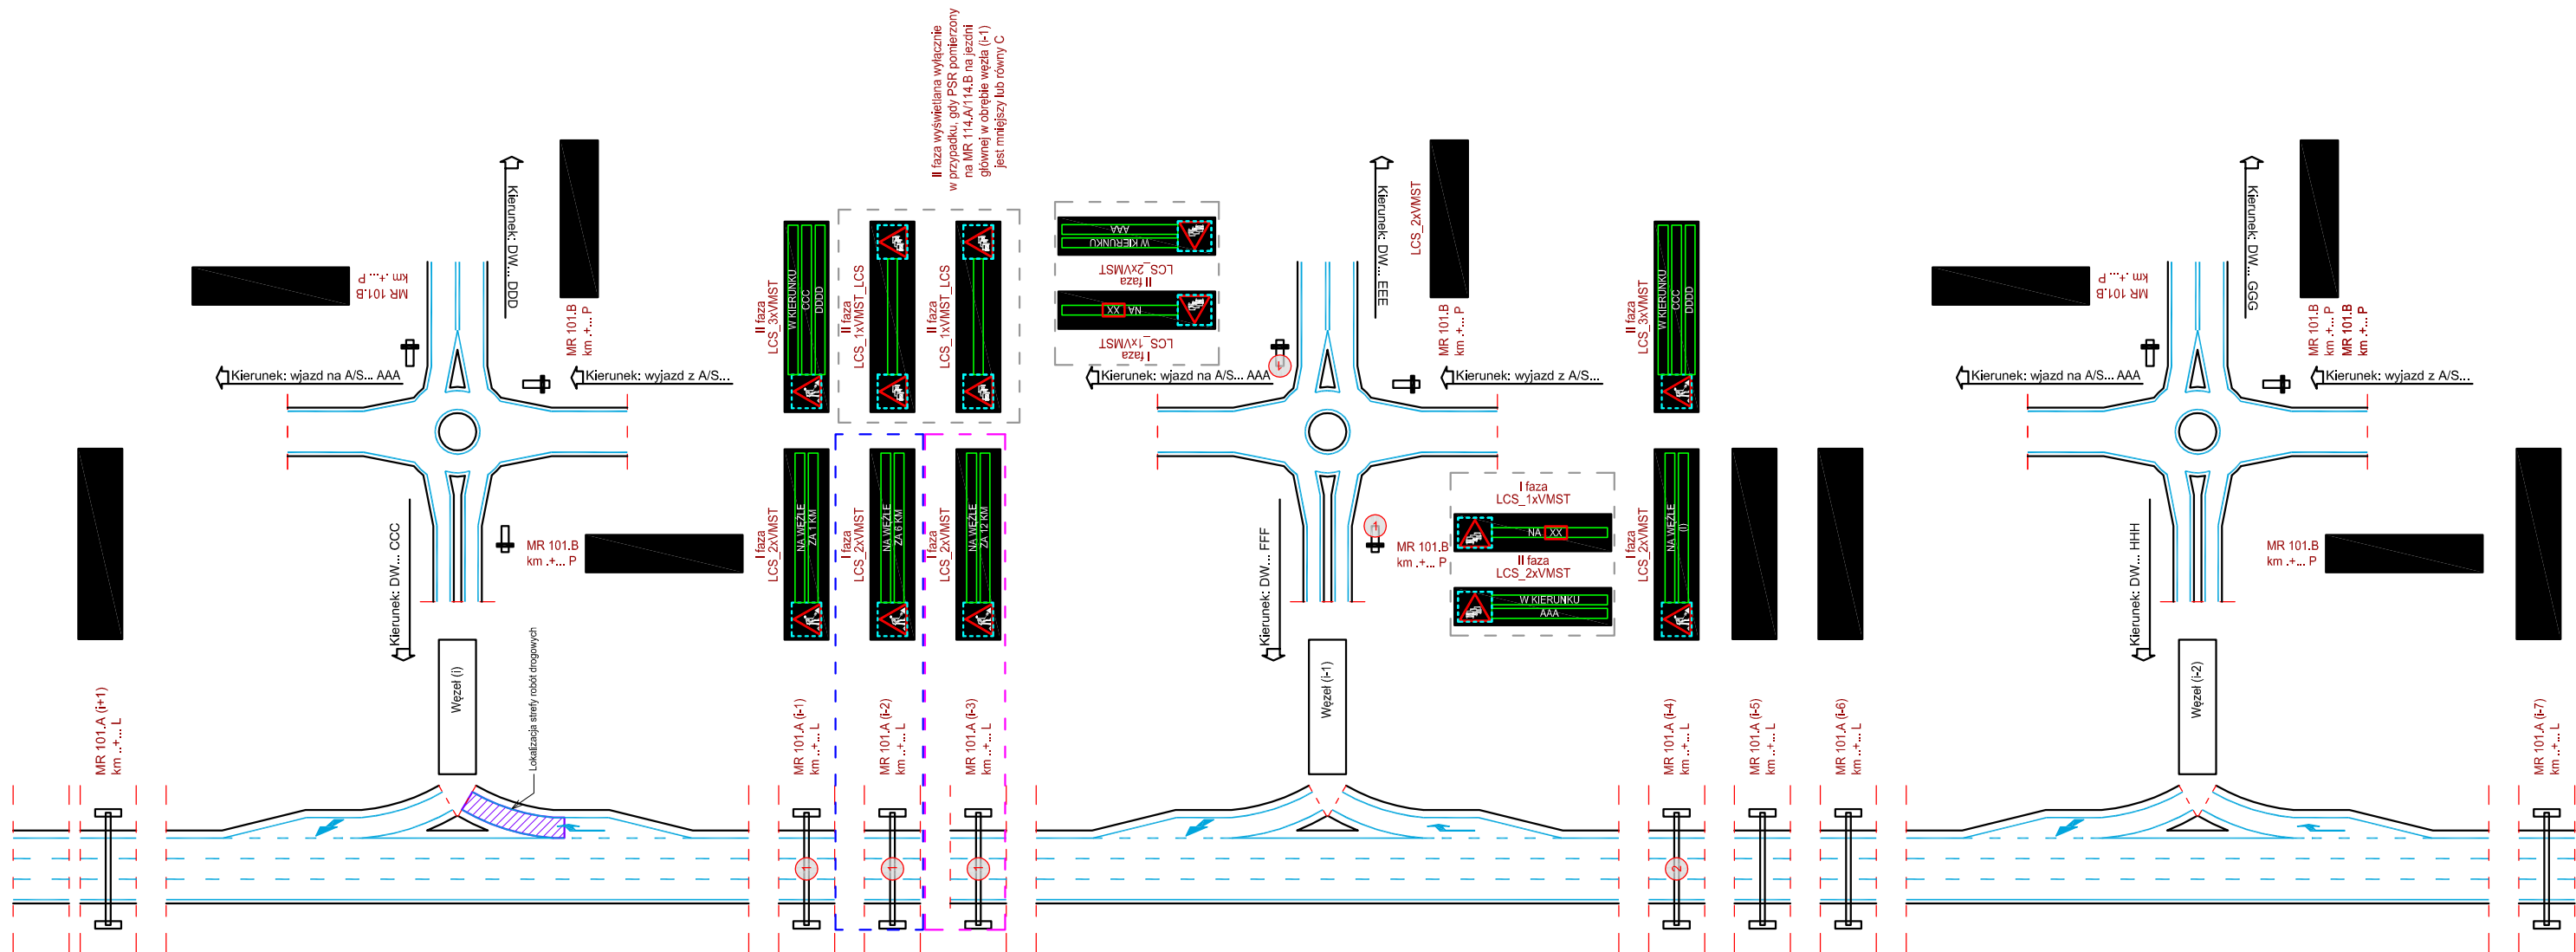 II faza wyświetlana wyłącznie
w przypadku, gdy PSR pomierzony
na MR 114.A/114.B na jezdni
głównej w obrębie węzła (i-1)
jest mniejszy lub równy C
Kierunek: DW... DDD
MR 101.B
km .+... P
MR 101.B
km .+... P
Kierunek: wjazd na A/S... AAA
Kierunek: wyjazd z A/S...
Kierunek: DW... CCC
MR 101.B
km .+... P
Węzeł (i)
Lokalizacja strefy robót drogowych
MR 101.A (i+1)
km ..+... L
II faza
LCS_3xVMST
W KIERUNKU
CCC
DDDD
II faza
LCS_1xVMST_LCS
II faza
LCS_1xVMST_LCS
I faza
LCS_2xVMST
NA WĘŹLE
ZA 1 KM
I faza
LCS_2xVMST
NA WĘŹLE
ZA 6 KM
I faza
LCS_2xVMST
NA WĘŹLE
ZA 12 KM
MR 101.A (i-1)
km ..+... L
MR 101.A (i-2)
km ..+... L
MR 101.A (i-3)
km ..+... L
1
1
1
W KIERUNKU
AAA
II faza
LCS_2xVMST
NA XX
I faza
LCS_1xVMST
Kierunek: DW... EEE
LCS_2xVMST
MR 101.B
km .+... P
Kierunek: wjazd na A/S... AAA
Kierunek: wyjazd z A/S...
Kierunek: DW... FFF
MR 101.B
km .+... P
I faza
LCS_1xVMST
NA XX
II faza
LCS_2xVMST
W KIERUNKU
AAA
Węzeł (i-1)
II faza
LCS_3xVMST
W KIERUNKU
CCC
DDDD
I faza
LCS_2xVMST
NA WĘŹLE
(i)
MR 101.A (i-4)
km ..+... L
MR 101.A (i-5)
km ..+... L
MR 101.A (i-6)
km ..+... L
2
MR 101.B
km .+... P
Kierunek: DW... GGG
MR 101.B
km .+... P
MR 101.B
km .+... P
Kierunek: wjazd na A/S... AAA
Kierunek: wyjazd z A/S...
Kierunek: DW... HHH
MR 101.B
km .+... P
Węzeł (i-2)
MR 101.A (i-7)
km ..+... L